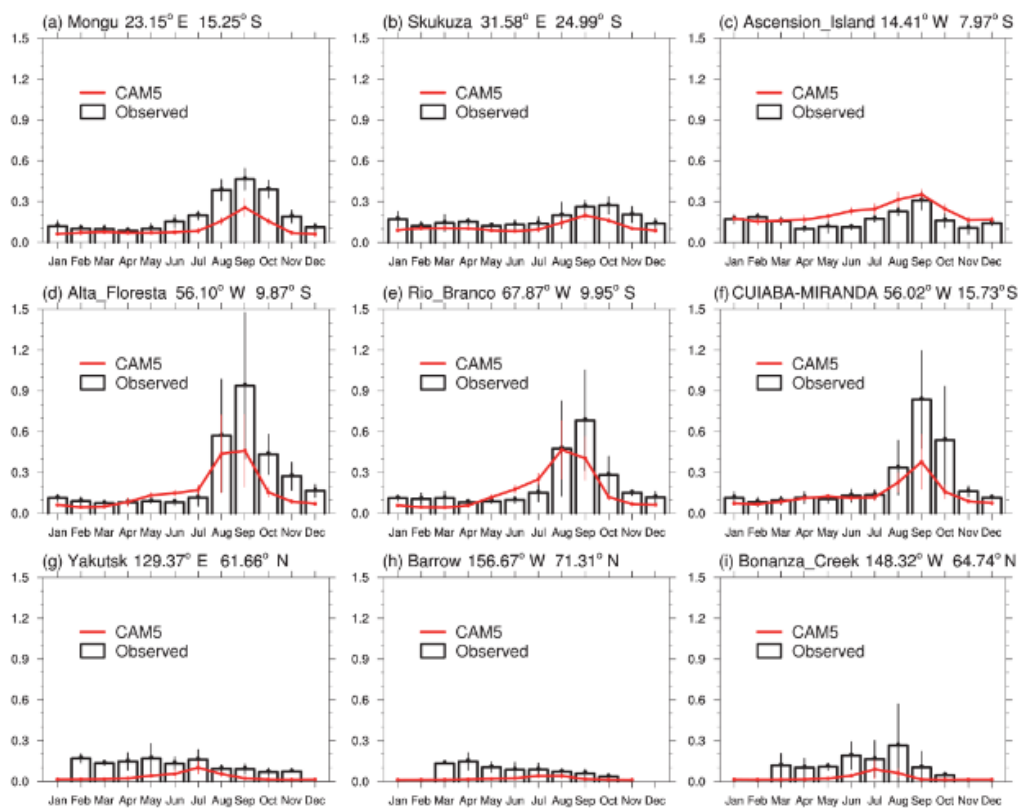 (a) Mongu 23.15° E 15.25° S
(b) Skukuza 31.58° E 24.99° S
(c) Ascension_Island 14.41° W 7.97° S
1.5
1.2
0.9
0.6
0.3
0.0
CAM5
Observed
Jan Feb Mar Apr May Jun Jul Aug Sep Oct Nov Dec
1.5
1.2
0.9
0.6
0.3
0.0
CAM5
Observed
Jan Feb Mar Apr May Jun Jul Aug Sep Oct Nov Dec
1.5
1.2
0.9
0.6
0.3
0.0
CAM5
Observed
Jan Feb Mar Apr May Jun Jul Aug Sep Oct Nov Dec
(d) Alta_Floresta 56.10° W 9.87° S
(e) Rio_Branco 67.87° W 9.95° S
(f) CUIABA-MIRANDA 56.02° W 15.73° S
1.5
1.2
0.9
0.6
0.3
0.0
CAM5
Observed
Jan Feb Mar Apr May Jun Jul Aug Sep Oct Nov Dec
1.5
1.2
0.9
0.6
0.3
0.0
CAM5
Observed
Jan Feb Mar Apr May Jun Jul Aug Sep Oct Nov Dec
1.5
1.2
0.9
0.6
0.3
0.0
CAM5
Observed
Jan Feb Mar Apr May Jun Jul Aug Sep Oct Nov Dec
(g) Yakutsk 129.37° E 61.66° N
(h) Barrow 156.67° W 71.31° N
(i) Bonanza_Creek 148.32° W 64.74° N
1.5
1.2
0.9
0.6
0.3
0.0
CAM5
Observed
Jan Feb Mar Apr May Jun Jul Aug Sep Oct Nov Dec
1.5
1.2
0.9
0.6
0.3
0.0
CAM5
Observed
Jan Feb Mar Apr May Jun Jul Aug Sep Oct Nov Dec
1.5
1.2
0.9
0.6
0.3
0.0
CAM5
Observed
Jan Feb Mar Apr May Jun Jul Aug Sep Oct Nov Dec